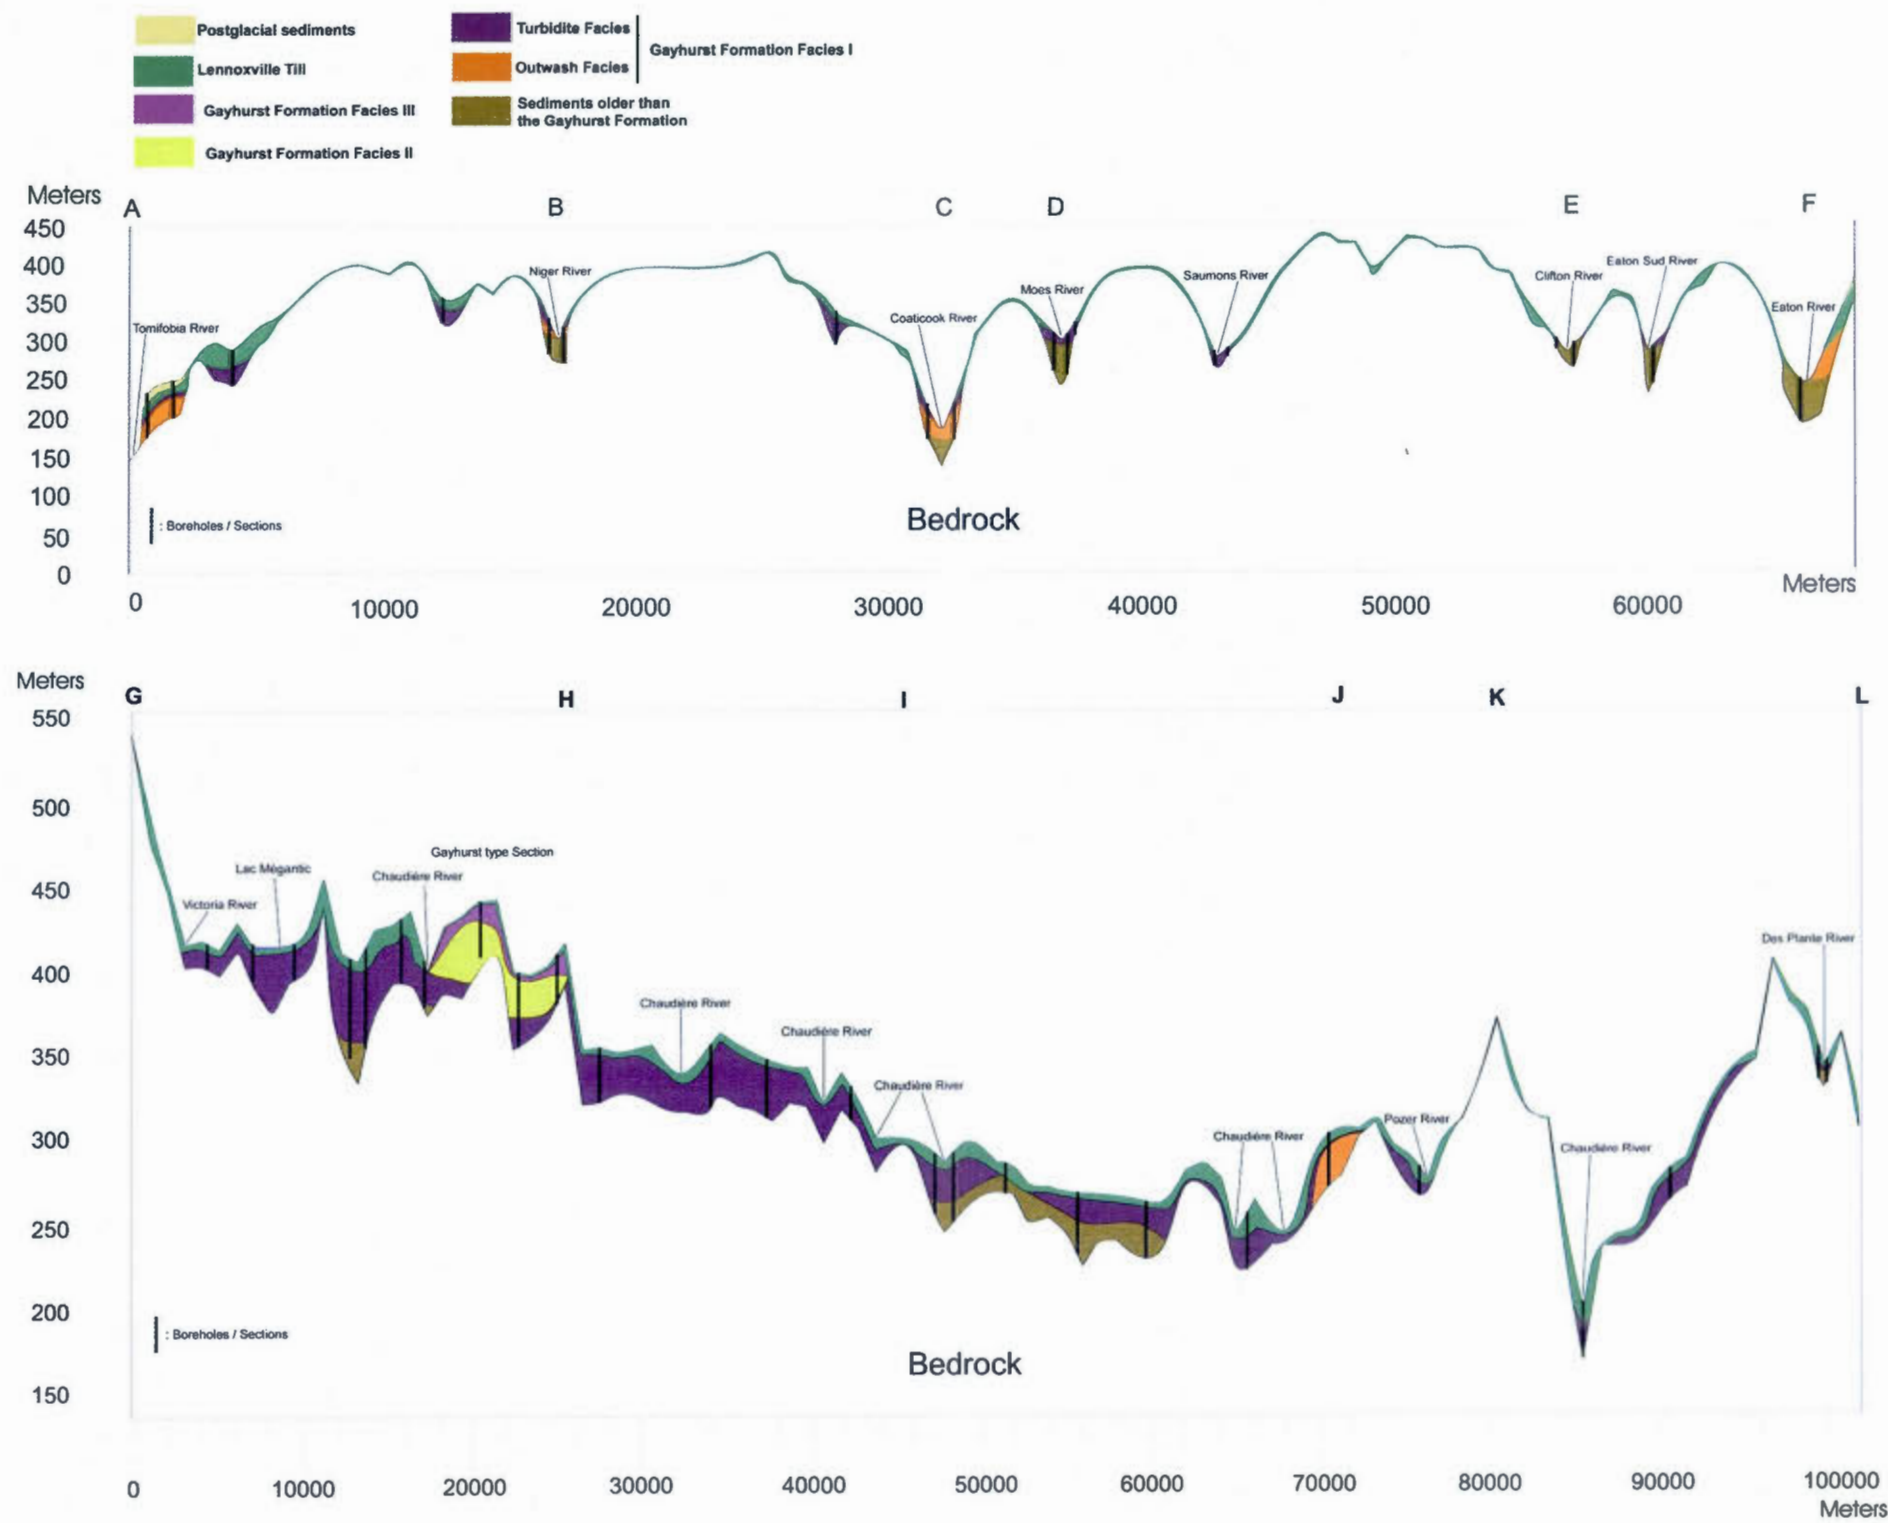 Postglacial sediments
Lennoxville Till
Gayhurst Formation Facies III
Gayhurst Formation Facies II
Turbidite Facies
Outwash Facies
Gayhurst Formation Facies I
Sediments older than
the Gayhurst Formation
Meters
A B C D E F
450
400
350
300
250
200
150
100
50
0
Tomifobia River
Niger River
Coaticook River
Moes River
Saumons River
Clifton River
Eaton Sud River
Eaton River
: Boreholes / Sections
Bedrock
Meters
0 10000 20000 30000 40000 50000 60000
Meters
G H I J K L
550
500
450
400
350
300
250
200
150
Victoria River
Lac Mégantic
Chaudière River
Gayhurst type Section
Chaudière River
Chaudière River
Chaudière River
Chaudière River
Pozer River
Chaudière River
Des Plante River
: Boreholes / Sections
Bedrock
0 10000 20000 30000 40000 50000 60000 70000 80000 90000 100000
Meters